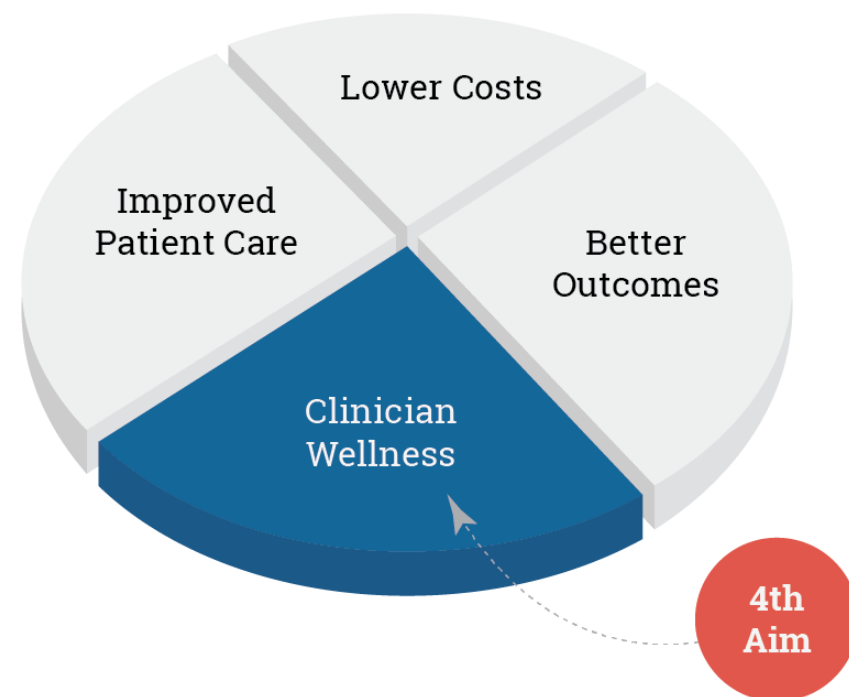 Lower Costs
Improved
Patient Care
Better
Outcomes
Clinician
Wellness
4th
Aim